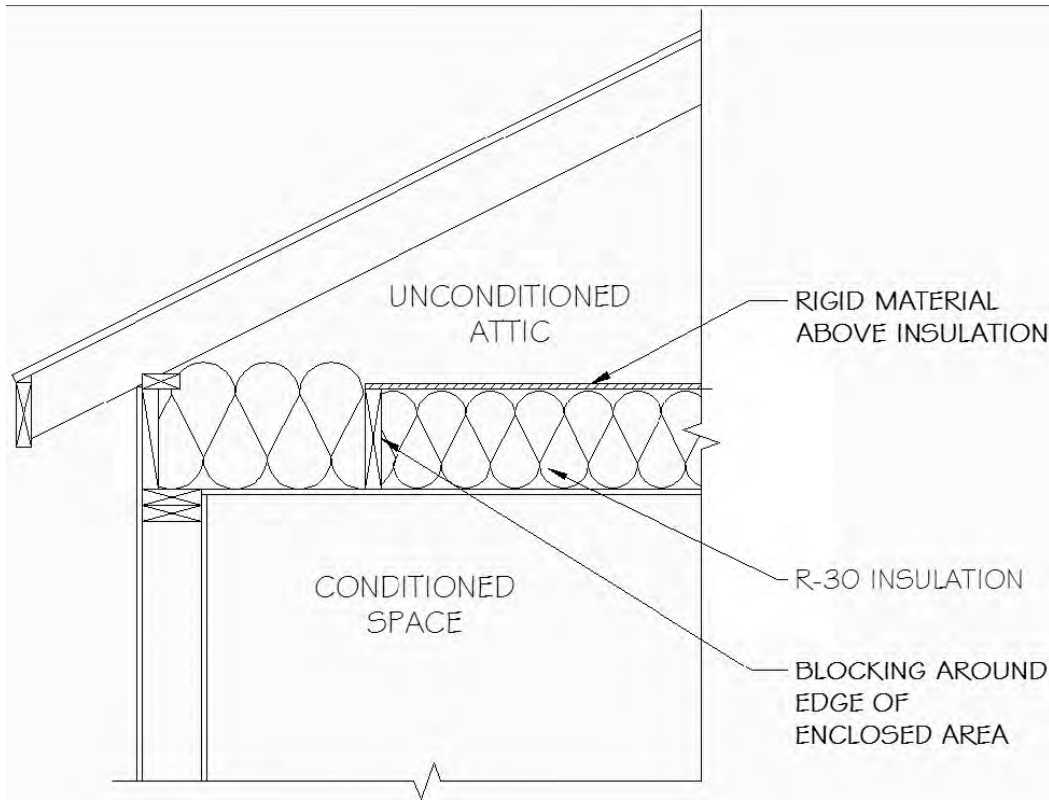 UNCONDITIONED
ATTIC
RIGID MATERIAL
ABOVE INSULATION
R-30 INSULATION
CONDITIONED
SPACE
BLOCKING AROUND
EDGE OF
ENCLOSED AREA